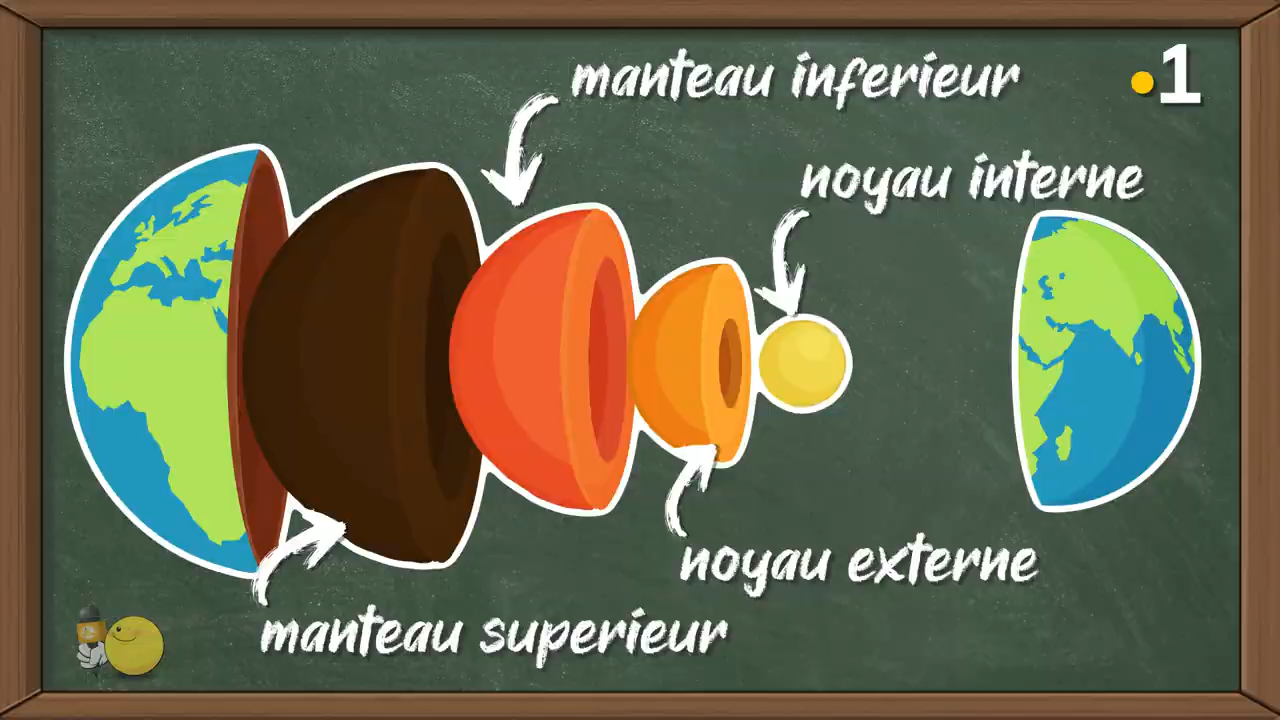 manteau inferieur
.1
noyau interne
noyau externe
manteau superieur